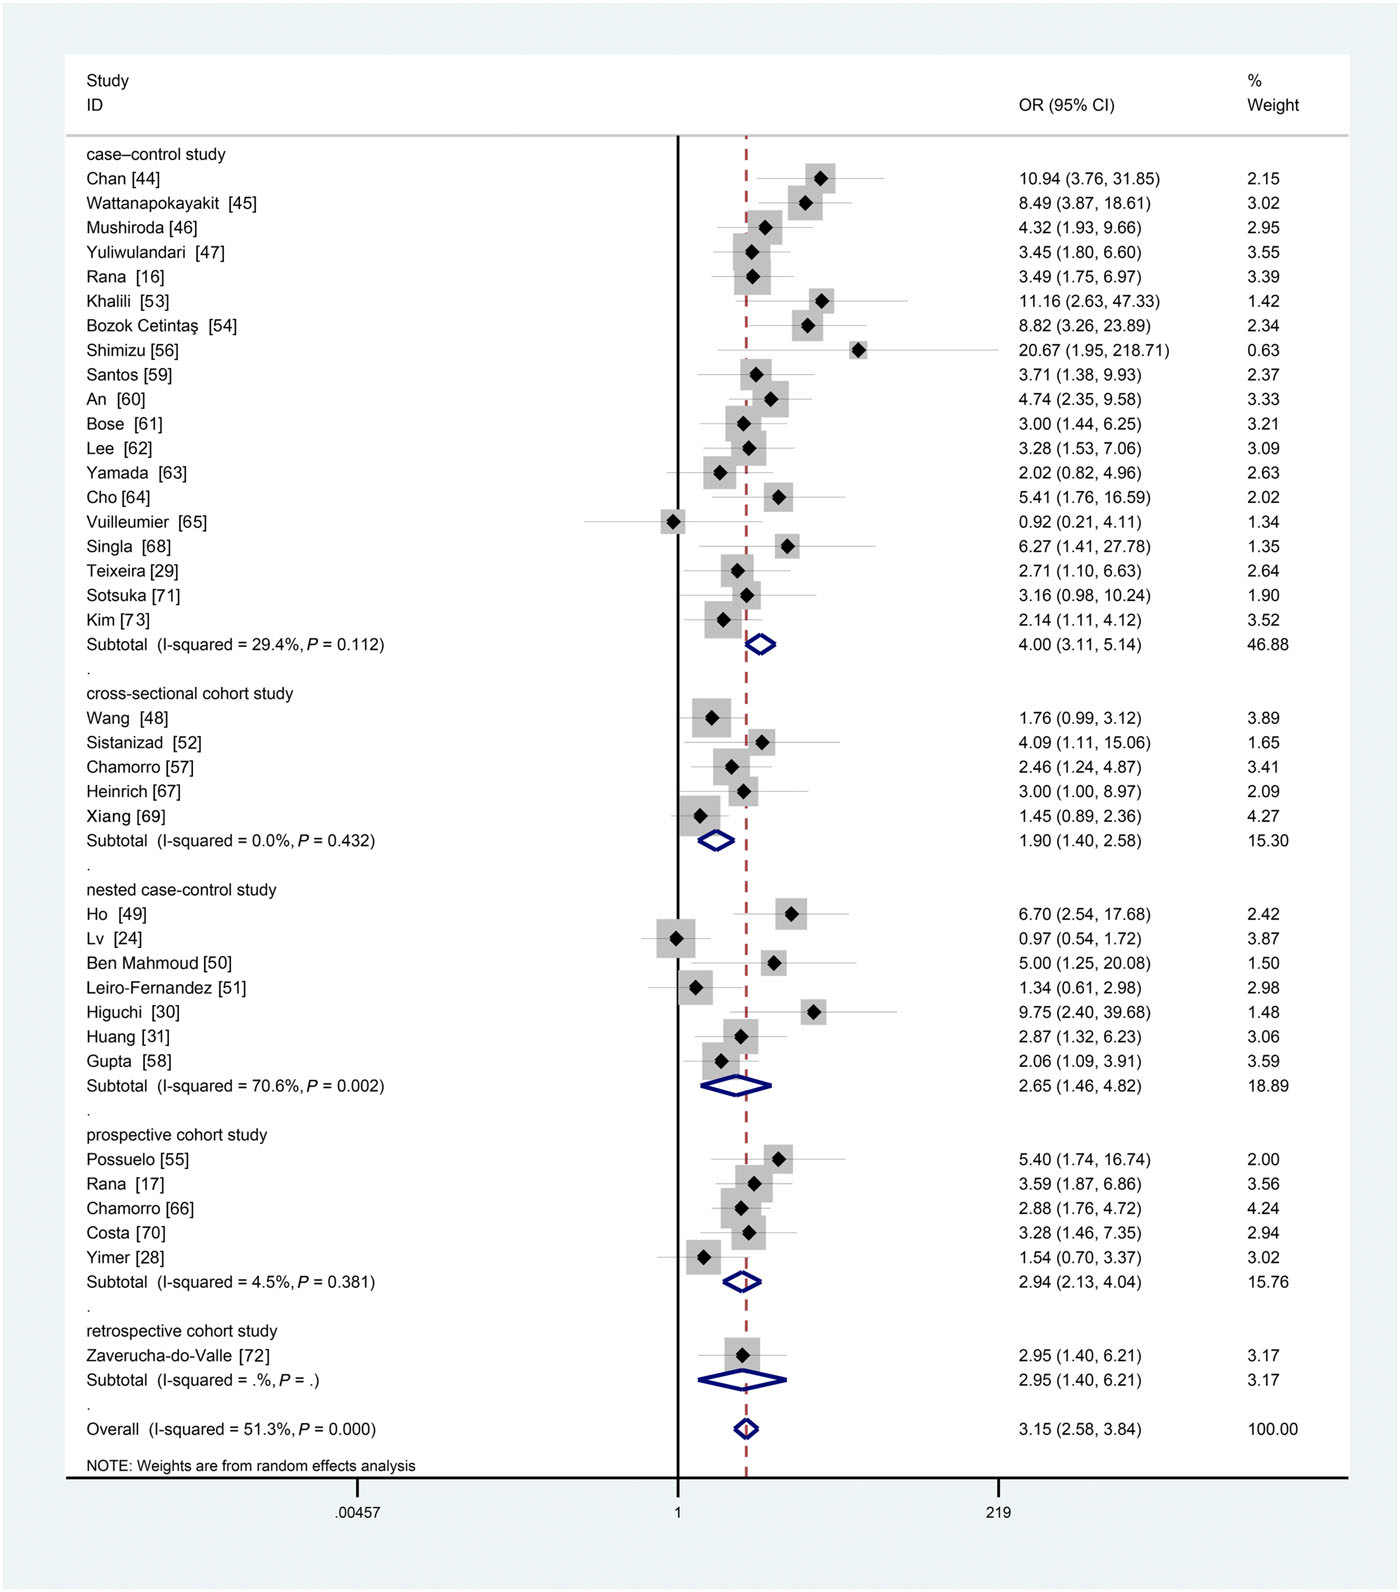 Study %
ID OR (95% CI) Weight
case–control study
Chan [44] 10.94 (3.76, 31.85) 2.15
Wattanapokayakit [45] 8.49 (3.87, 18.61) 3.02
Mushiroda [46] 4.32 (1.93, 9.66) 2.95
Yuliwulandari [47] 3.45 (1.80, 6.60) 3.55
Rana [16] 3.49 (1.75, 6.97) 3.39
Khalili [53] 11.16 (2.63, 47.33) 1.42
Bozok Cetintaş [54] 8.82 (3.26, 23.89) 2.34
Shimizu [56] 20.67 (1.95, 218.71) 0.63
Santos [59] 3.71 (1.38, 9.93) 2.37
An [60] 4.74 (2.35, 9.58) 3.33
Bose [61] 3.00 (1.44, 6.25) 3.21
Lee [62] 3.28 (1.53, 7.06) 3.09
Yamada [63] 2.02 (0.82, 4.96) 2.63
Cho [64] 5.41 (1.76, 16.59) 2.02
Vuilleumier [65] 0.92 (0.21, 4.11) 1.34
Singla [68] 6.27 (1.41, 27.78) 1.35
Teixeira [29] 2.71 (1.10, 6.63) 2.64
Sotsuka [71] 3.16 (0.98, 10.24) 1.90
Kim [73] 2.14 (1.11, 4.12) 3.52
Subtotal (I-squared = 29.4%, P = 0.112) 4.00 (3.11, 5.14) 46.88
.
cross-sectional cohort study
Wang [48] 1.76 (0.99, 3.12) 3.89
Sistanizad [52] 4.09 (1.11, 15.06) 1.65
Chamorro [57] 2.46 (1.24, 4.87) 3.41
Heinrich [67] 3.00 (1.00, 8.97) 2.09
Xiang [69] 1.45 (0.89, 2.36) 4.27
Subtotal (I-squared = 0.0%, P = 0.432) 1.90 (1.40, 2.58) 15.30
.
nested case-control study
Ho [49] 6.70 (2.54, 17.68) 2.42
Lv [24] 0.97 (0.54, 1.72) 3.87
Ben Mahmoud [50] 5.00 (1.25, 20.08) 1.50
Leiro-Fernandez [51] 1.34 (0.61, 2.98) 2.98
Higuchi [30] 9.75 (2.40, 39.68) 1.48
Huang [31] 2.87 (1.32, 6.23) 3.06
Gupta [58] 2.06 (1.09, 3.91) 3.59
Subtotal (I-squared = 70.6%, P = 0.002) 2.65 (1.46, 4.82) 18.89
.
prospective cohort study
Possuelo [55] 5.40 (1.74, 16.74) 2.00
Rana [17] 3.59 (1.87, 6.86) 3.56
Chamorro [66] 2.88 (1.76, 4.72) 4.24
Costa [70] 3.28 (1.46, 7.35) 2.94
Yimer [28] 1.54 (0.70, 3.37) 3.02
Subtotal (I-squared = 4.5%, P = 0.381) 2.94 (2.13, 4.04) 15.76
.
retrospective cohort study
Zaverucha-do-Valle [72] 2.95 (1.40, 6.21) 3.17
Subtotal (I-squared = .%, P = .) 2.95 (1.40, 6.21) 3.17
.
Overall (I-squared = 51.3%, P = 0.000) 3.15 (2.58, 3.84) 100.00
NOTE: Weights are from random effects analysis
.00457 1 219